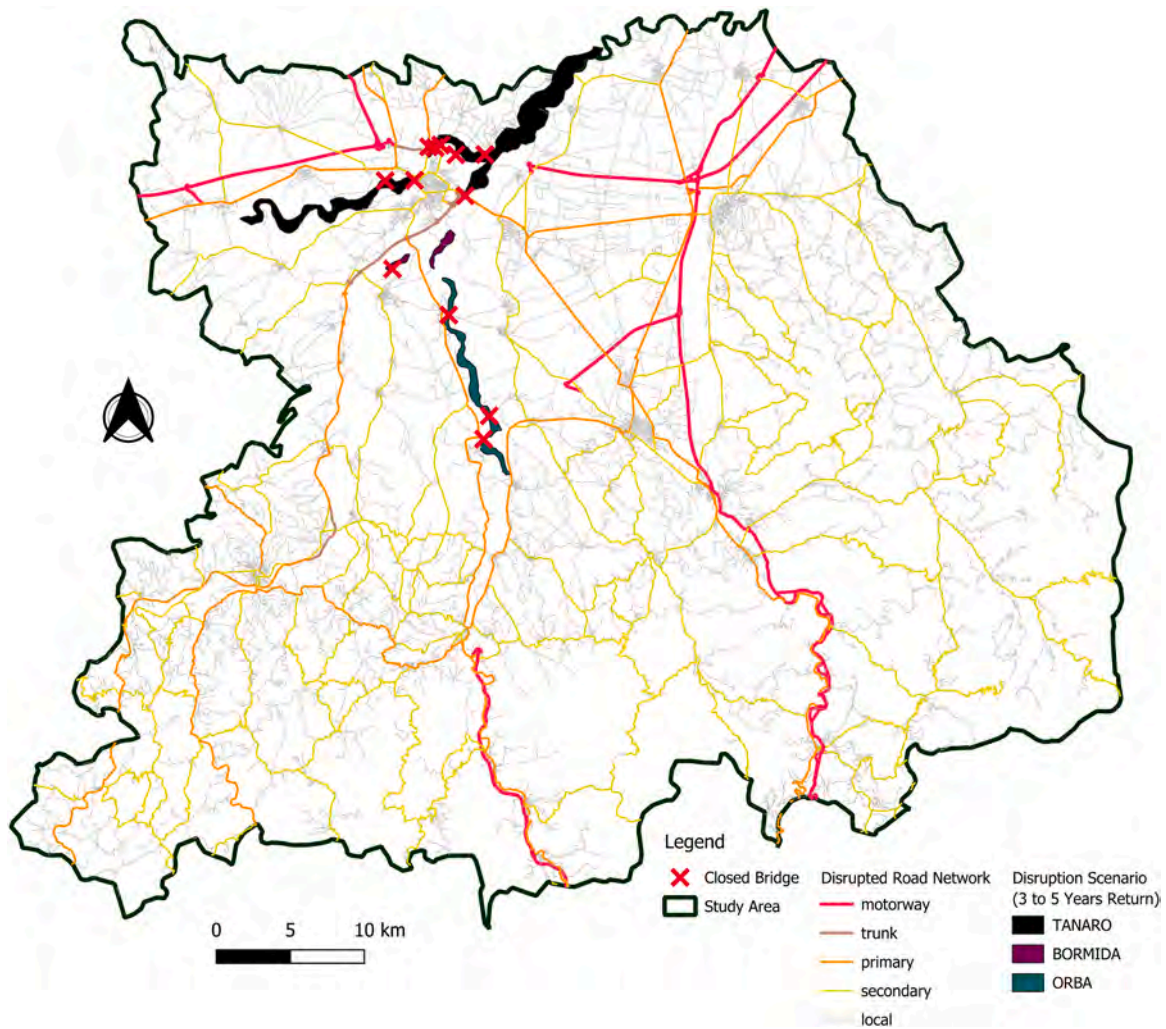 Legend
Closed Bridge
Study Area
Disrupted Road Network
motorway
trunk
primary
secondary
local
Disruption Scenario
(3 to 5 Years Return)
TANARO
BORMIDA
ORBA
0 5 10 km